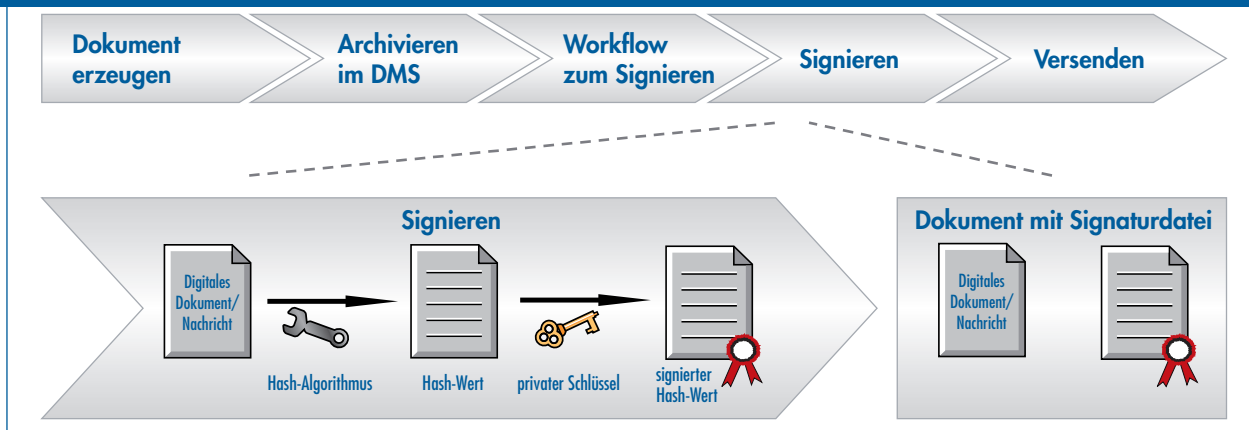 Dokument
erzeugen
Archivieren
im DMS
Workflow
zum Signieren
Signieren
Versenden
Signieren
Digitales
Dokument/
Nachricht
Hash-Algorithmus
Hash-Wert
privater Schlüssel
signierter
Hash-Wert
Dokument mit Signaturdatei
Digitales
Dokument/
Nachricht